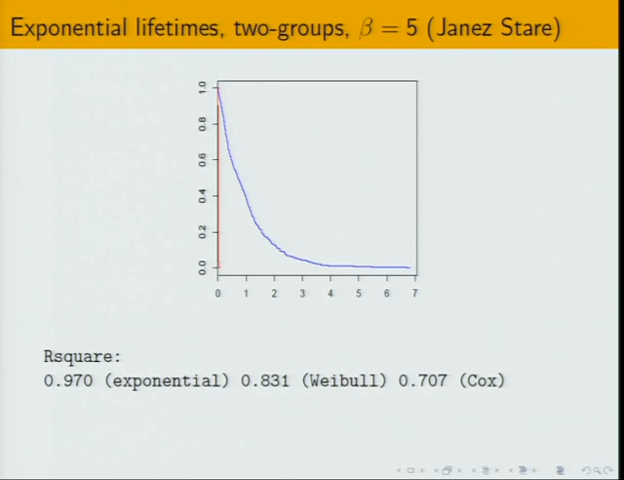 Exponential lifetimes, two-groups, β = 5 (Janez Stare)
1.0
0.8
0.6
0.4
0.2
0.0
0 1 2 3 4 5 6 7
Rsquare:
0.970 (exponential) 0.831 (Weibull) 0.707 (Cox)